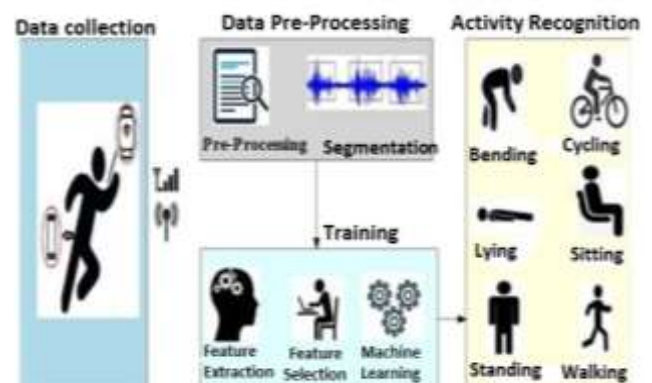 Data collection
Data Pre-Processing
Activity Recognition
Pre-Processing
Segmentation
Training
Feature
Extraction
Feature
Selection
Machine
Learning
Bending
Cycling
Lying
Sitting
Standing
Walking